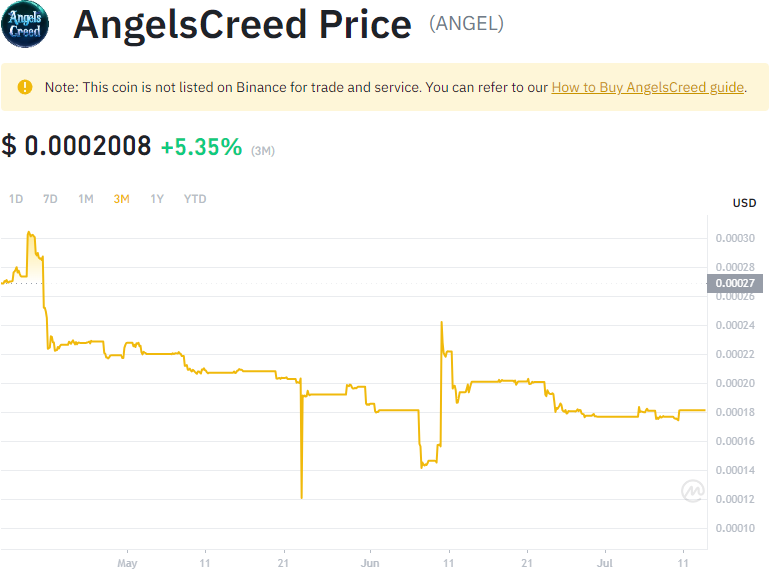 Angels
Creed
AngelsCreed Price (ANGEL)
Note: This coin is not listed on Binance for trade and service. You can refer to our How to Buy AngelsCreed guide.
$ 0.0002008 +5.35% (3M)
1D 7D 1M 3M 1Y YTD
USD
0.00030
0.00028
0.00027
0.00026
0.00024
0.00022
0.00020
0.00018
0.00016
0.00014
0.00012
0.00010
May 11 21 Jun 11 21 Jul 11